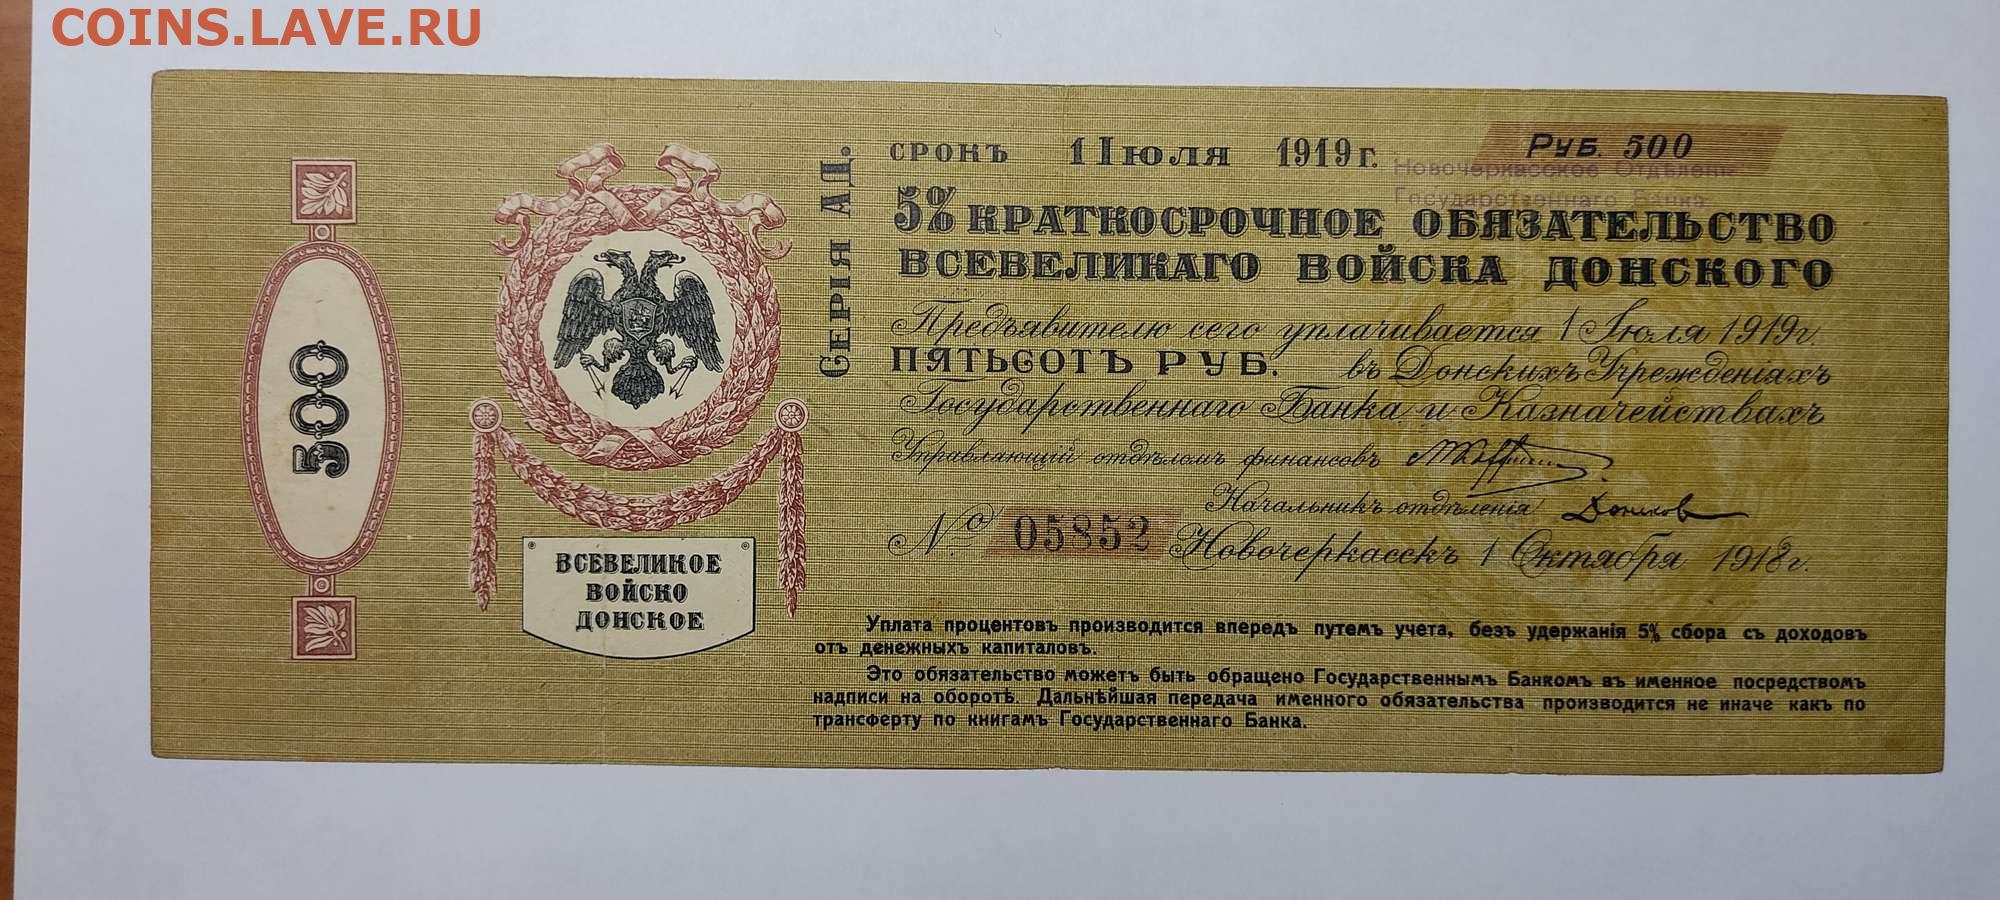 COINS.LAVE.RU
500
ВСЕВЕЛИКОЕ
ВОЙСКО
ДОНСКОЕ
СЕРІЯ АД.
СРОКЪ 1 Іюля 1919 г.
Руб. 500
Новочеркасское Отдѣлен
Государственнаго Банка
5% КРАТКОСРОЧНОЕ ОБЯЗАТЕЛЬСТВО
ВСЕВЕЛИКАГО ВОЙСКА ДОНСКОГО
Предъявителю сего уплачивается 1 Іюля 1919 г.
ПЯТЬСОТЪ РУБ. въ Донскихъ Учрежденіяхъ
Государственнаго Банка и Казначействахъ
Управляющій отдѣломъ финансовъ
Начальникъ отдѣленія
№ 05852 Новочеркасскъ 1 Октября 1918 г.
Уплата процентовъ производится впередъ путемъ учета, безъ удержанія 5% сбора съ доходовъ
отъ денежныхъ капиталовъ.
Это обязательство можетъ быть обращено Государственнымъ Банкомъ въ именное посредствомъ
надписи на оборотѣ. Дальнѣйшая передача именного обязательства производится не иначе какъ по
трансферту по книгамъ Государственнаго Банка.